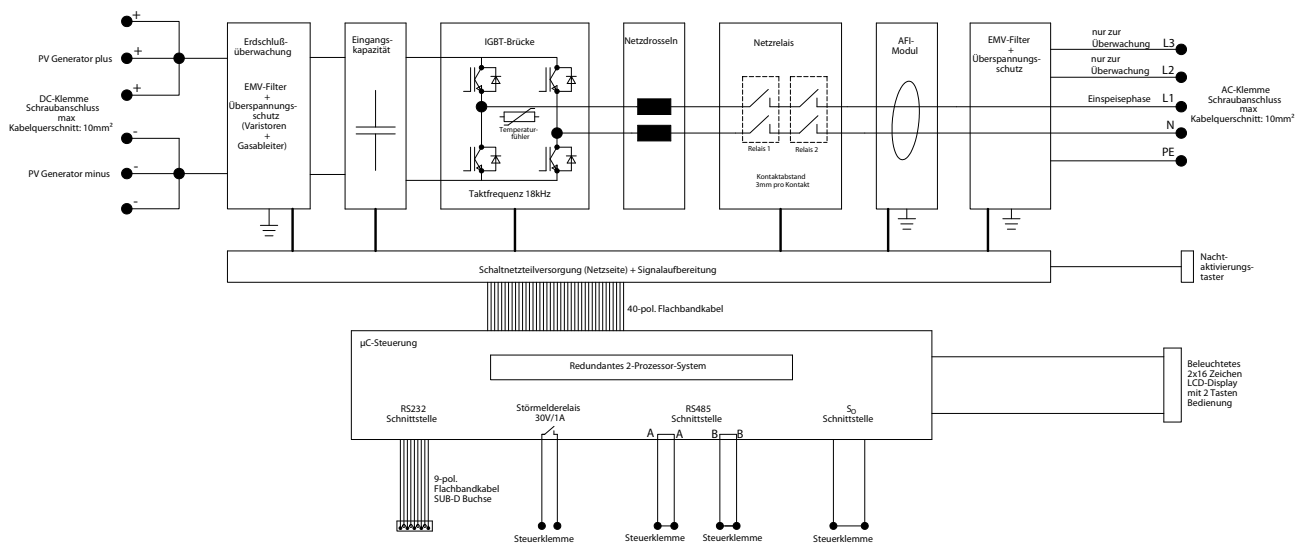 +
+
PV Generator plus
+
DC-Klemme
Schraubanschluss
max
Kabelquerschnitt: 10mm²
-
PV Generator minus
-
-
Erdschluß-
überwachung
EMV-Filter
+
Überspannungs-
schutz
(Varistoren
+
Gasableiter)
Eingangs-
kapazität
IGBT-Brücke
Temperatur-
fühler
Taktfrequenz 18kHz
Netzdrosseln
Netzrelais
Relais 1
Relais 2
Kontaktabstand
3mm pro Kontakt
AFI-
Modul
EMV-Filter
+
Überspannungs-
schutz
nur zur
Überwachung
L3
nur zur
Überwachung
L2
Einspeisephase
L1
N
PE
AC-Klemme
Schraubanschluss
max
Kabelquerschnitt: 10mm²
Schaltnetzteilversorgung (Netzseite) + Signalaufbereitung
Nacht-
aktivierungs-
taster
40-pol. Flachbandkabel
µC-Steuerung
Redundantes 2-Prozessor-System
Beleuchtetes
2x16 Zeichen
LCD-Display
mit 2 Tasten
Bedienung
RS232
Schnittstelle
Störmelderelais
30V/1A
RS485
Schnittstelle
A A B B
S₀
Schnittstelle
9-pol.
Flachbandkabel
SUB-D Buchse
Steuerklemme
Steuerklemme
Steuerklemme
Steuerklemme